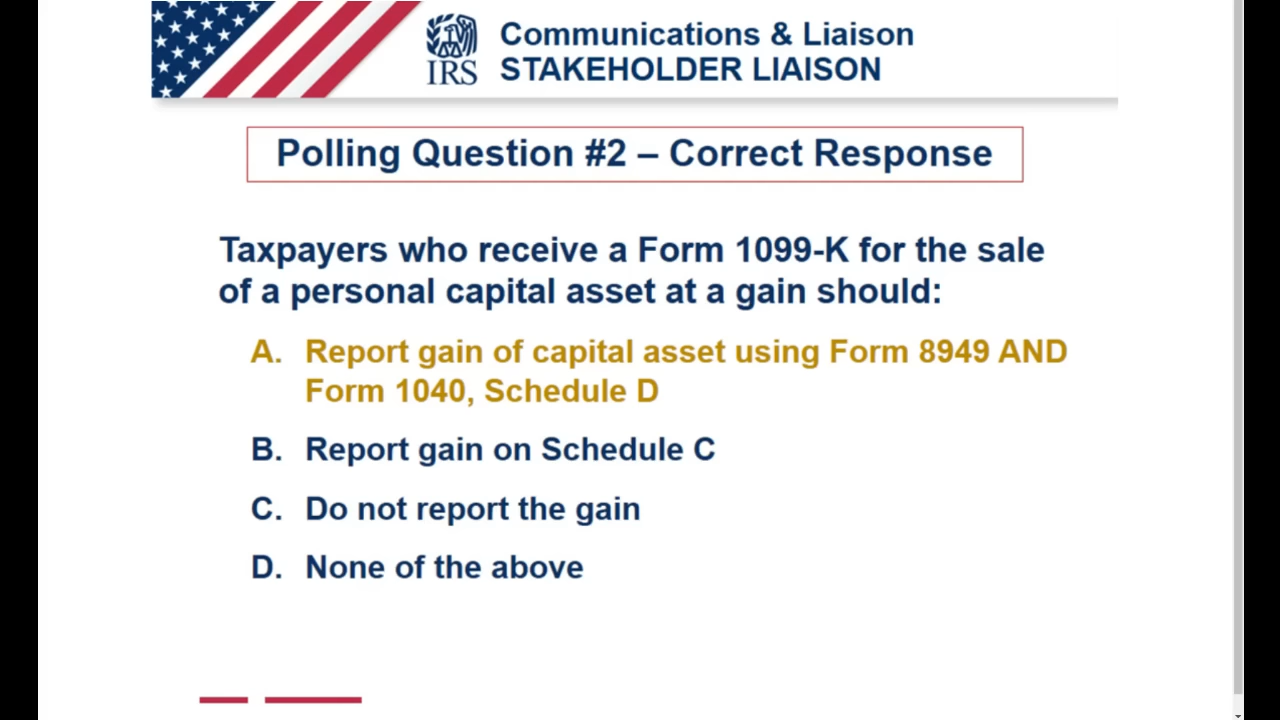 Communications & Liaison
STAKEHOLDER LIAISON
IRS
Polling Question #2 – Correct Response
Taxpayers who receive a Form 1099-K for the sale
of a personal capital asset at a gain should:
A. Report gain of capital asset using Form 8949 AND
Form 1040, Schedule D
B. Report gain on Schedule C
C. Do not report the gain
D. None of the above